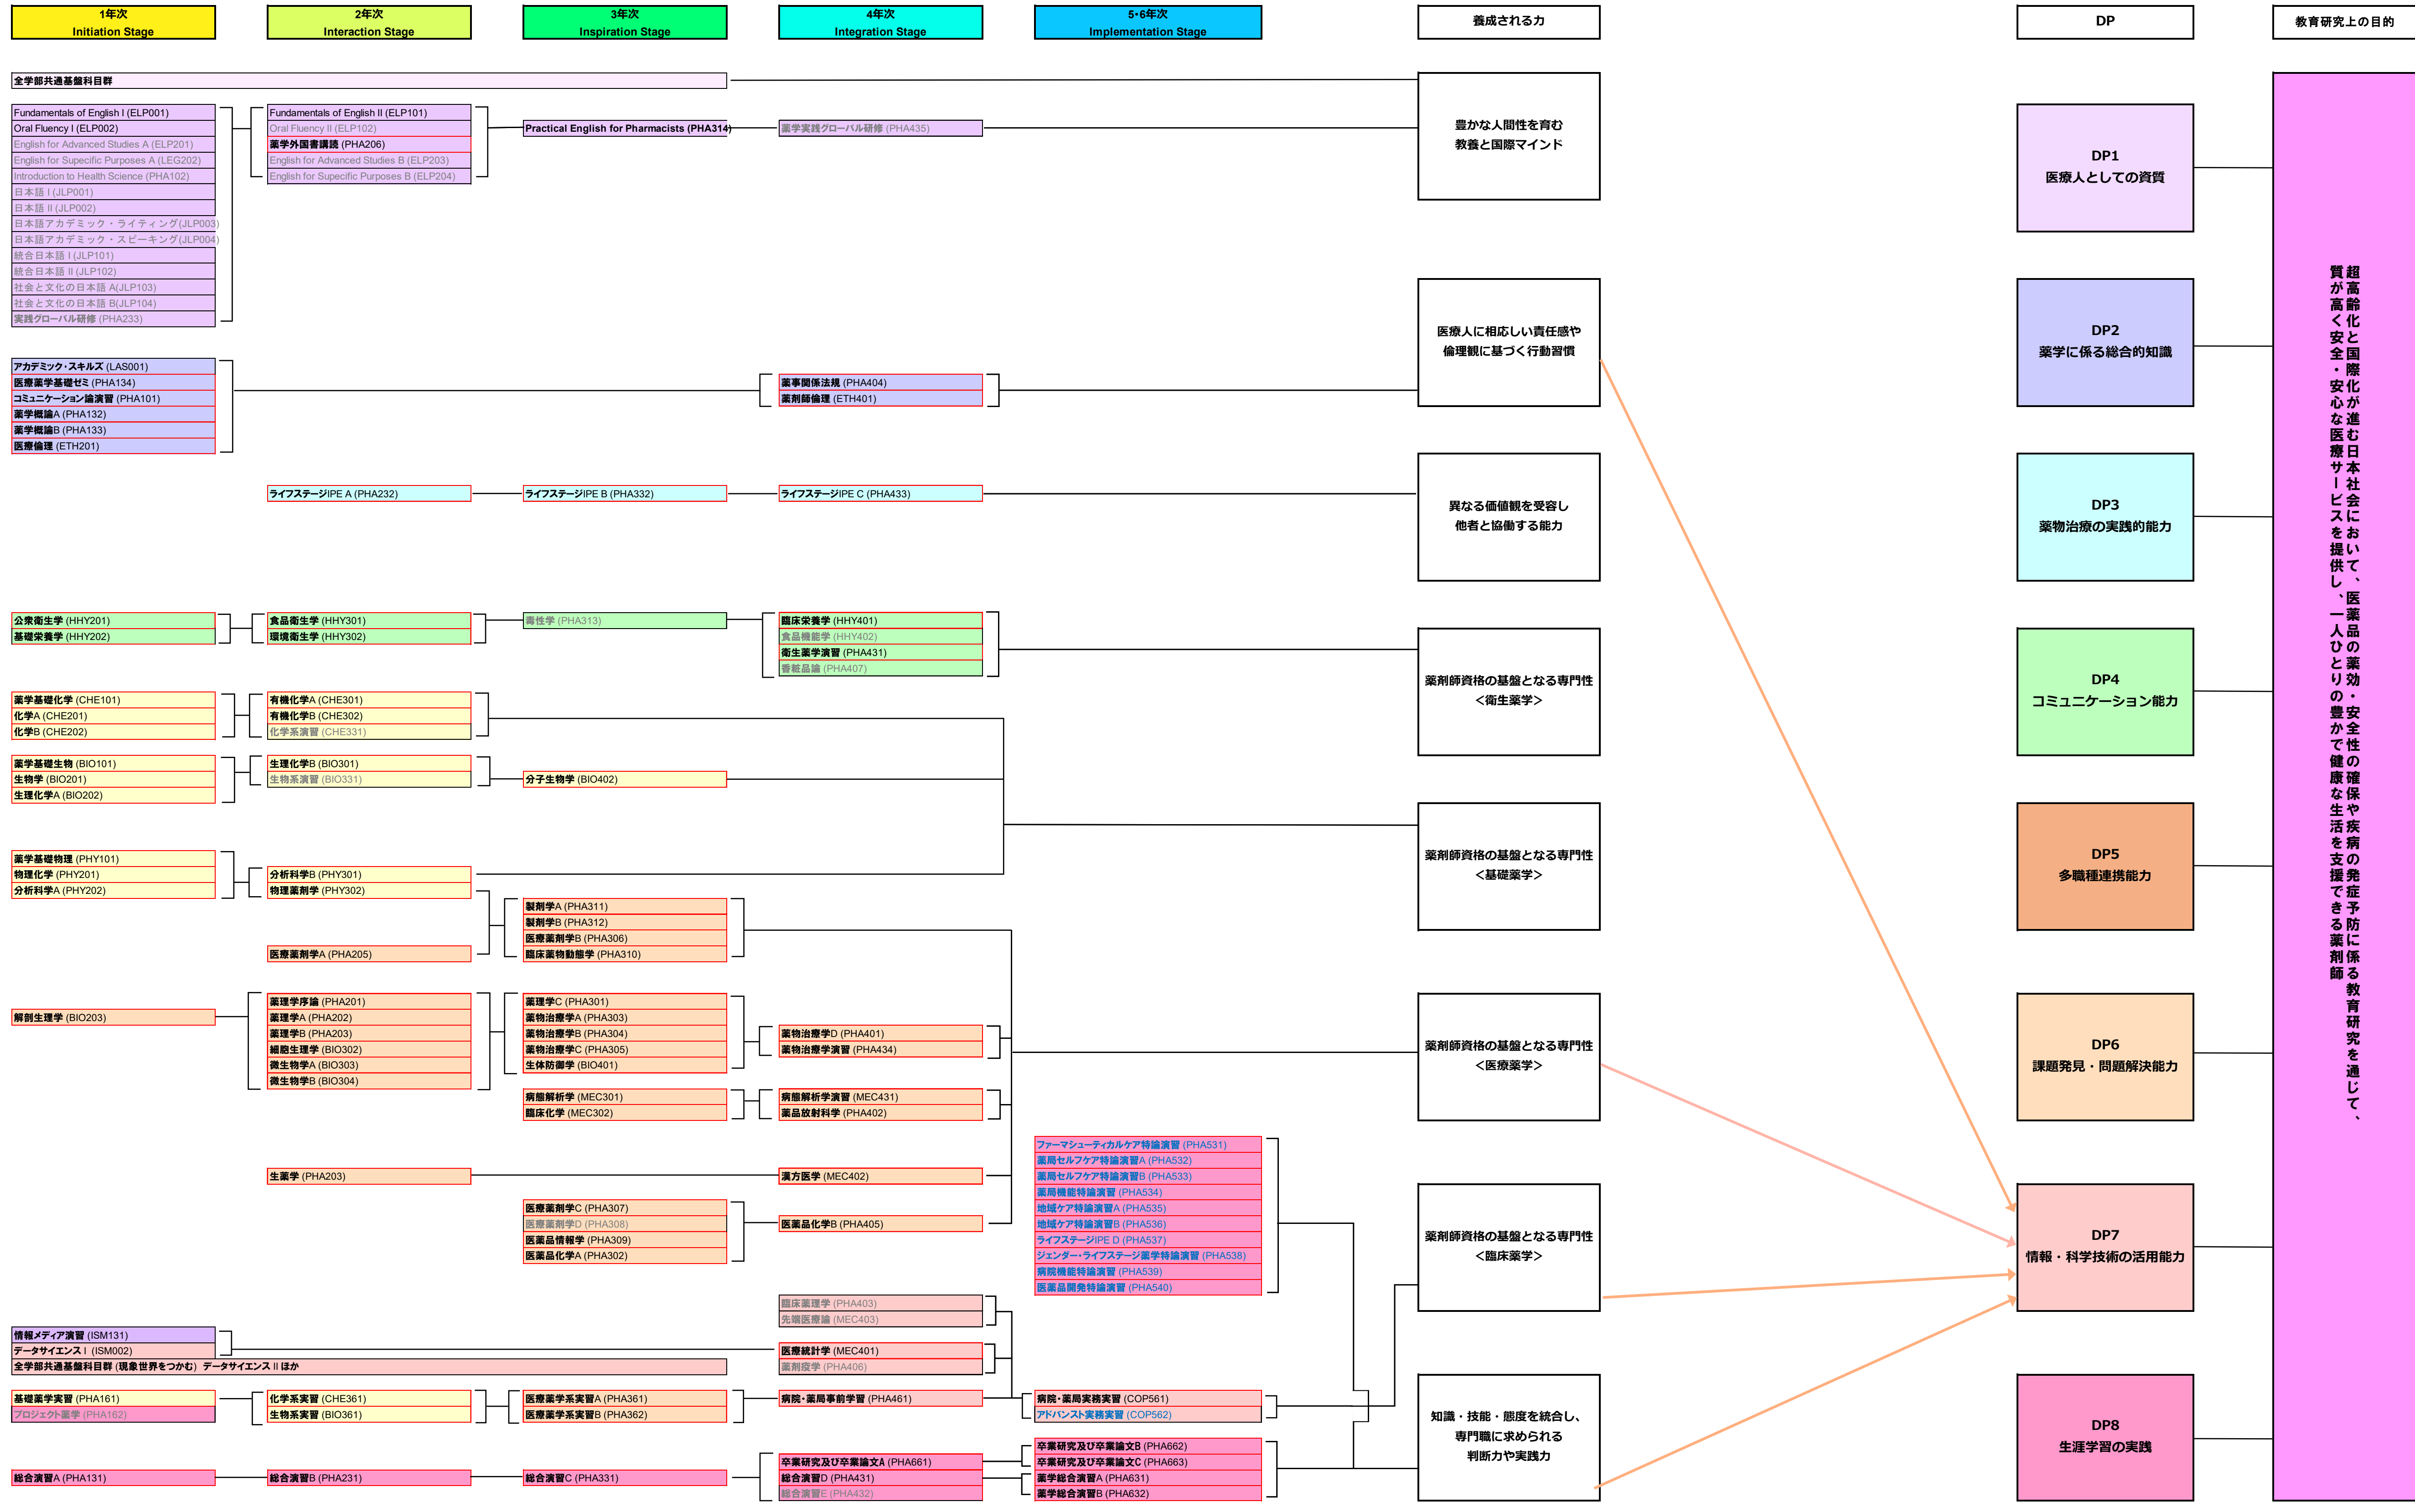 1年次
Initiation Stage
2年次
Interaction Stage
3年次
Inspiration Stage
4年次
Integration Stage
5・6年次
Implementation Stage
養成される力
DP
教育研究上の目的
全学部共通基盤科目群
Fundamentals of English I (ELP001)
Oral Fluency I (ELP002)
English for Advanced Studies A (ELP201)
English for Supecific Purposes A (LEG202)
Introduction to Health Science (PHA102)
日本語 I (JLP001)
日本語 II (JLP002)
日本語アカデミック・ライティング(JLP003)
日本語アカデミック・スピーキング(JLP004)
統合日本語 I (JLP101)
統合日本語 II (JLP102)
社会と文化の日本語 A(JLP103)
社会と文化の日本語 B(JLP104)
実践グローバル研修 (PHA233)
Fundamentals of English II (ELP101)
Oral Fluency II (ELP102)
薬学外国書講読 (PHA206)
English for Advanced Studies B (ELP203)
English for Supecific Purposes B (ELP204)
Practical English for Pharmacists (PHA314)
薬学実践グローバル研修 (PHA435)
豊かな人間性を育む
教養と国際マインド
アカデミック・スキルズ (LAS001)
医療薬学基礎ゼミ (PHA134)
コミュニケーション論演習 (PHA101)
薬学概論A (PHA132)
薬学概論B (PHA133)
医療倫理 (ETH201)
薬事関係法規 (PHA404)
薬剤師倫理 (ETH401)
医療人に相応しい責任感や
倫理観に基づく行動習慣
ライフステージIPE A (PHA232)
ライフステージIPE B (PHA332)
ライフステージIPE C (PHA433)
異なる価値観を受容し
他者と協働する能力
公衆衛生学 (HHY201)
基礎栄養学 (HHY202)
食品衛生学 (HHY301)
環境衛生学 (HHY302)
毒性学 (PHA313)
臨床栄養学 (HHY401)
食品機能学 (HHY402)
衛生薬学演習 (PHA431)
香粧品論 (PHA407)
薬剤師資格の基盤となる専門性
＜衛生薬学＞
薬学基礎化学 (CHE101)
化学A (CHE201)
化学B (CHE202)
有機化学A (CHE301)
有機化学B (CHE302)
化学系演習 (CHE331)
薬学基礎生物 (BIO101)
生物学 (BIO201)
生理化学A (BIO202)
生理化学B (BIO301)
生物系演習 (BIO331)
分子生物学 (BIO402)
薬学基礎物理 (PHY101)
物理化学 (PHY201)
分析科学A (PHY202)
分析科学B (PHY301)
物理薬剤学 (PHY302)
薬剤師資格の基盤となる専門性
＜基礎薬学＞
医療薬剤学A (PHA205)
製剤学A (PHA311)
製剤学B (PHA312)
医療薬剤学B (PHA306)
臨床薬物動態学 (PHA310)
解剖生理学 (BIO203)
薬理学序論 (PHA201)
薬理学A (PHA202)
薬理学B (PHA203)
細胞生理学 (BIO302)
微生物学A (BIO303)
微生物学B (BIO304)
薬理学C (PHA301)
薬物治療学A (PHA303)
薬物治療学B (PHA304)
薬物治療学C (PHA305)
生体防御学 (BIO401)
薬物治療学D (PHA401)
薬物治療学演習 (PHA434)
病態解析学 (MEC301)
臨床化学 (MEC302)
病態解析学演習 (MEC431)
薬品放射科学 (PHA402)
薬剤師資格の基盤となる専門性
＜医療薬学＞
生薬学 (PHA203)
漢方医学 (MEC402)
医療薬剤学C (PHA307)
医療薬剤学D (PHA308)
医薬品情報学 (PHA309)
医薬品化学A (PHA302)
医薬品化学B (PHA405)
ファーマシューティカルケア特論演習 (PHA531)
薬局セルフケア特論演習A (PHA532)
薬局セルフケア特論演習B (PHA533)
薬局機能特論演習 (PHA534)
地域ケア特論演習A (PHA535)
地域ケア特論演習B (PHA536)
ライフステージIPE D (PHA537)
ジェンダー・ライフステージ薬学特論演習 (PHA538)
病院機能特論演習 (PHA539)
医薬品開発特論演習 (PHA540)
薬剤師資格の基盤となる専門性
＜臨床薬学＞
臨床薬理学 (PHA403)
先端医療論 (MEC403)
情報メディア演習 (ISM131)
データサイエンス I (ISM002)
全学部共通基盤科目群 (現象世界をつかむ) データサイエンス II ほか
医療統計学 (MEC401)
薬剤疫学 (PHA406)
基礎薬学実習 (PHA161)
プロジェクト薬学 (PHA162)
化学系実習 (CHE361)
生物系実習 (BIO361)
医療薬学系実習A (PHA361)
医療薬学系実習B (PHA362)
病院・薬局事前学習 (PHA461)
病院・薬局実務実習 (COP561)
アドバンスト実務実習 (COP562)
総合演習A (PHA131)
総合演習B (PHA231)
総合演習C (PHA331)
卒業研究及び卒業論文A (PHA661)
総合演習D (PHA431)
総合演習E (PHA432)
卒業研究及び卒業論文B (PHA662)
卒業研究及び卒業論文C (PHA663)
薬学総合演習A (PHA631)
薬学総合演習B (PHA632)
知識・技能・態度を統合し、
専門職に求められる
判断力や実践力
DP1
医療人としての資質
DP2
薬学に係る総合的知識
DP3
薬物治療の実践的能力
DP4
コミュニケーション能力
DP5
多職種連携能力
DP6
課題発見・問題解決能力
DP7
情報・科学技術の活用能力
DP8
生涯学習の実践
超高齢化と国際化が進む日本社会において、医薬品の薬効・安全性の確保や疾病の発症予防に係る教育研究を通じて、
質が高く安全・安心な医療サービスを提供し、一人ひとりの豊かで健康な生活を支援できる薬剤師